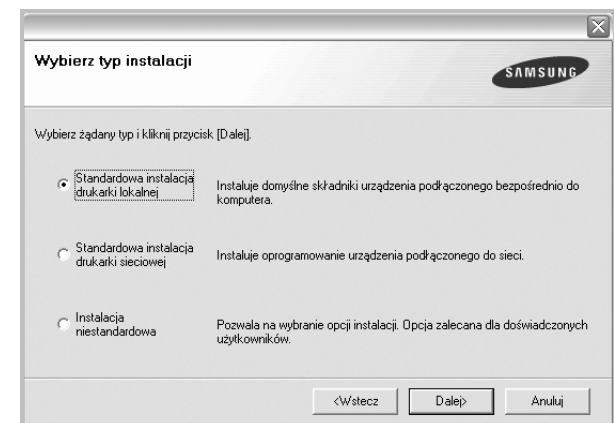 Wybierz typ instalacji
SAMSUNG
Wybierz żądany typ i kliknij przycisk [Dalej].
Standardowa instalacja
drukarki lokalnej
Instaluje domyślne składniki urządzenia podłączonego bezpośrednio do
komputera.
Standardowa instalacja
drukarki sieciowej
Instaluje oprogramowanie urządzenia podłączonego do sieci.
Instalacja
niestandardowa
Pozwala na wybranie opcji instalacji. Opcja zalecana dla doświadczonych
użytkowników.
<Wstecz
Dalej>
Anuluj